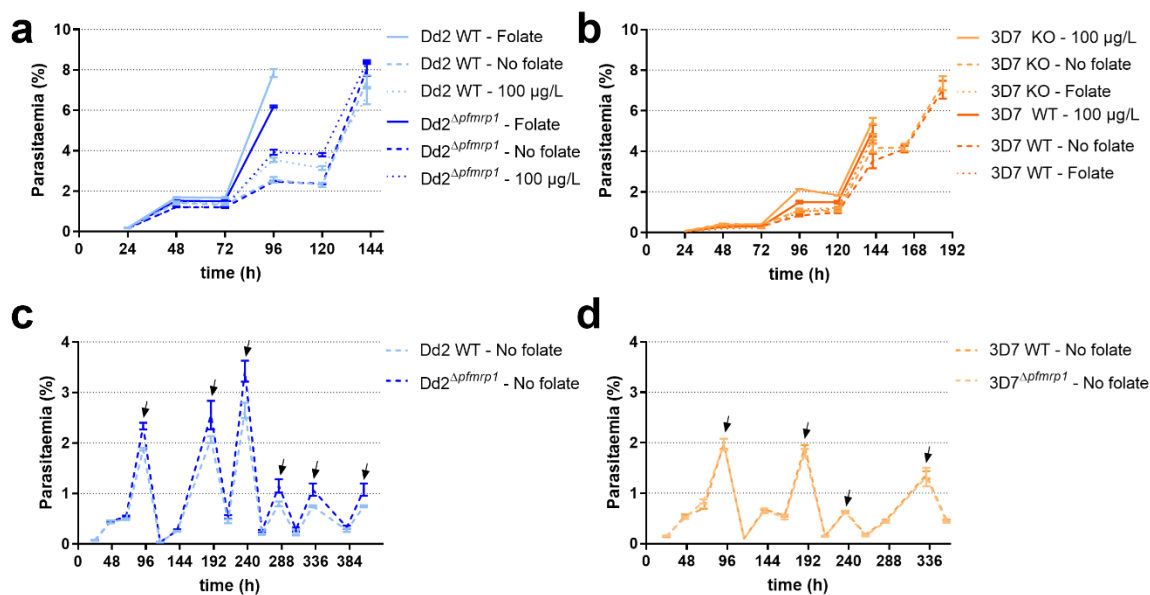 a
Parasitaemia (%)
10
8
6
4
2
0
0 24 48 72 96 120 144
time (h)
Dd2 WT - Folate
Dd2 WT - No folate
Dd2 WT - 100 µg/L
Dd2Δpfmrp1 - Folate
Dd2Δpfmrp1 - No folate
Dd2Δpfmrp1 - 100 µg/L
b
Parasitaemia (%)
10
8
6
4
2
0
0 24 48 72 96 120 144 168 192
time (h)
3D7 KO - 100 µg/L
3D7 KO - No folate
3D7 KO - Folate
3D7 WT - 100 µg/L
3D7 WT - No folate
3D7 WT - Folate
c
Parasitaemia (%)
4
3
2
1
0
0 48 96 144 192 240 288 336 384
time (h)
Dd2 WT - No folate
Dd2Δpfmrp1 - No folate
d
Parasitaemia (%)
4
3
2
1
0
0 48 96 144 192 240 288 336
time (h)
3D7 WT - No folate
3D7Δpfmrp1 - No folate